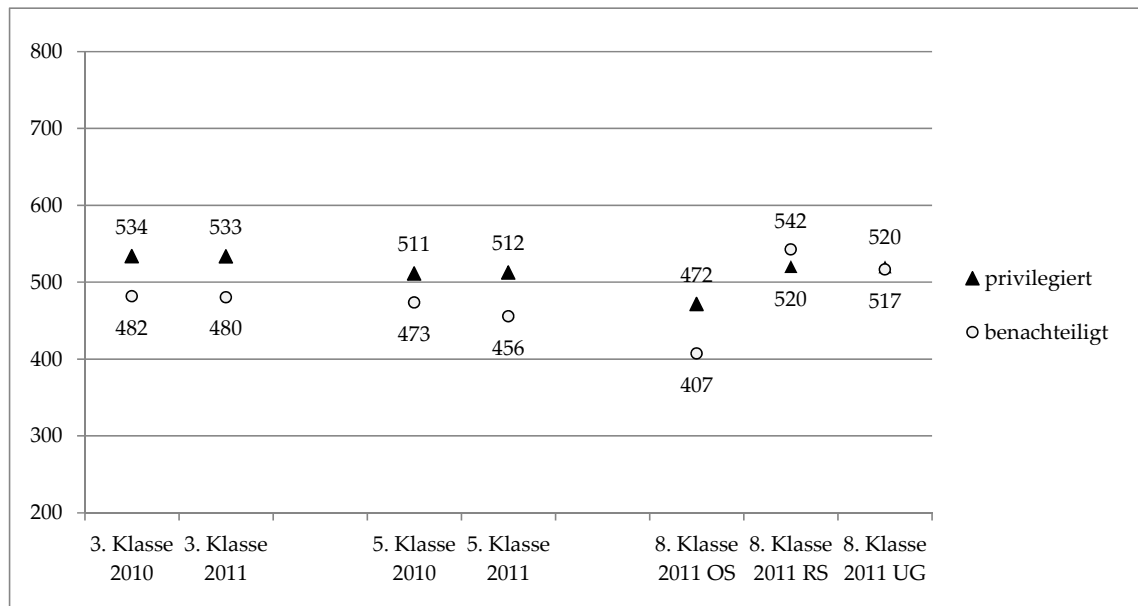 800
700
600
500
400
300
200
534
533
482
480
511
512
473
456
472
407
542
520
520
517
privilegiert
benachteiligt
3. Klasse 2010
3. Klasse 2011
5. Klasse 2010
5. Klasse 2011
8. Klasse 2011 OS
8. Klasse 2011 RS
8. Klasse 2011 UG